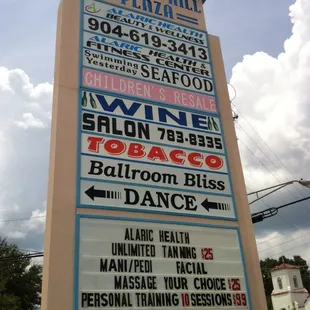 PLAZA
ALARIC HEALTH
BEAUTY & WELLNESS
904-619-3413
ALARIC HEALTH
& FITNESS CENTER
Swimming
Yesterday SEAFOOD
CHILDREN'S RESALE
WINE
SALON 783-8335
TOBACCO
Ballroom Bliss
DANCE
ALARIC HEALTH
UNLIMITED TANNING $25
MANI/PEDI FACIAL
MASSAGE YOUR CHOICE $25
PERSONAL TRAINING 10 SESSIONS $99